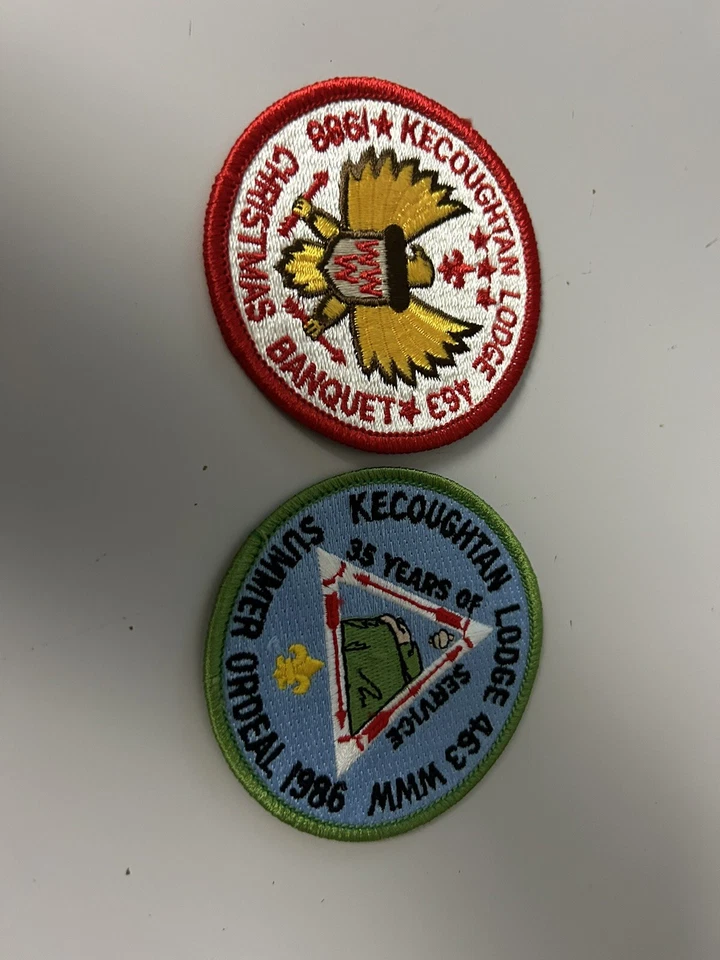 KECOUGHTAN LODGE 463
WWW
1988
CHRISTMAS BANQUET
KECOUGHTAN LODGE 463 WWW
35 YEARS OF
SERVICE
SUMMER ORDEAL 1986